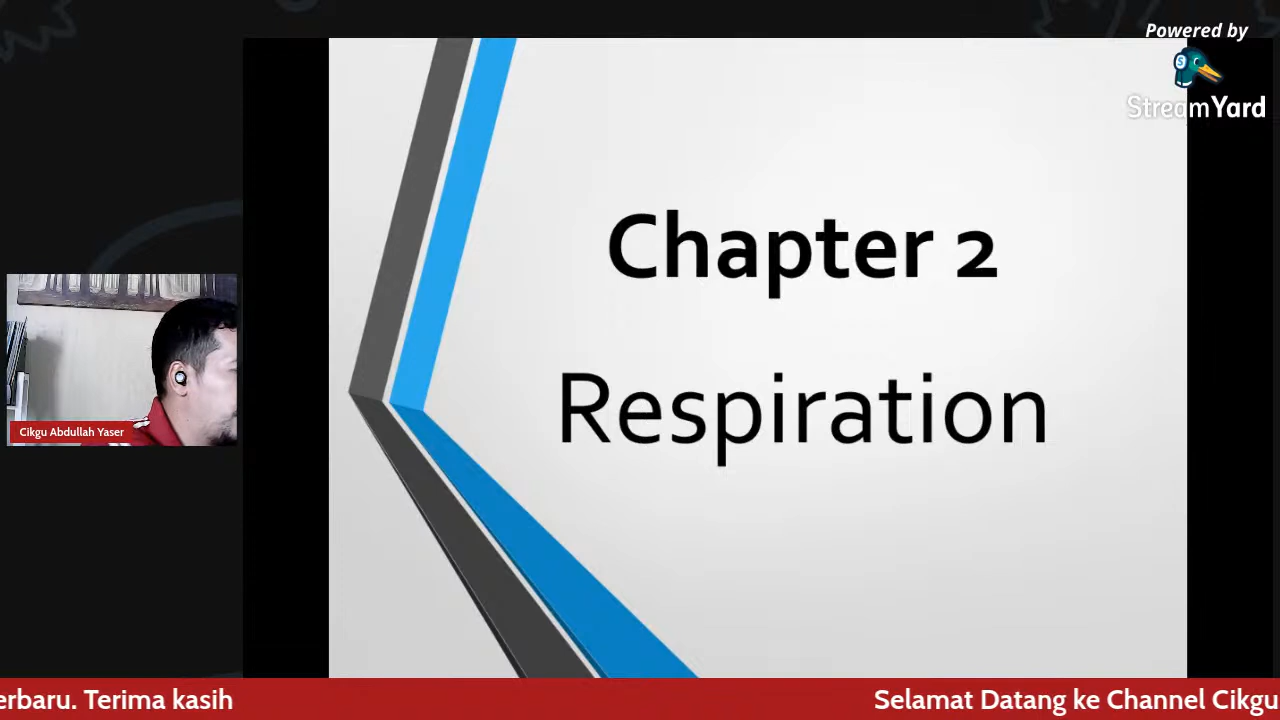 Powered by
StreamYard
Chapter 2
Respiration
Cikgu Abdullah Yaser
erbaru. Terima kasih
Selamat Datang ke Channel Cikgu